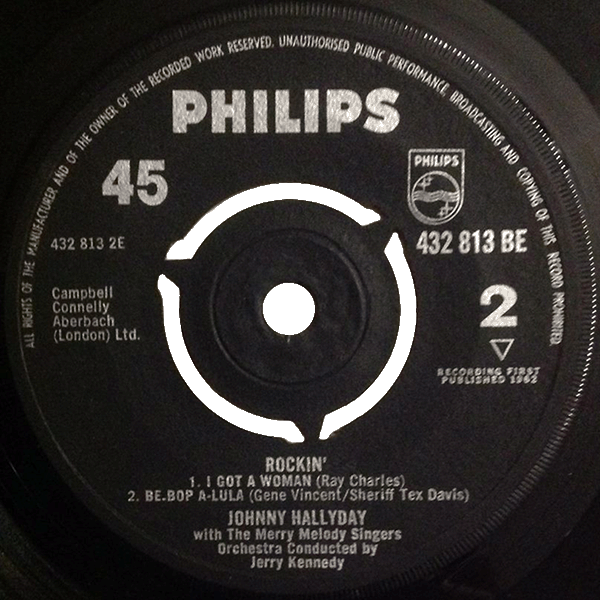 ALL RIGHTS OF THE MANUFACTURER AND OF THE OWNER OF THE RECORDED WORK RESERVED. UNAUTHORISED PUBLIC PERFORMANCE, BROADCASTING AND COPYING OF THIS RECORD PROHIBITED.
PHILIPS
45
PHILIPS
432 813 2E
432 813 BE
Campbell
Connelly
Aberbach
(London) Ltd.
2
RECORDING FIRST
PUBLISHED 1962
ROCKIN'
1. I GOT A WOMAN (Ray Charles)
2. BE.BOP A-LULA (Gene Vincent/Sheriff Tex Davis)
JOHNNY HALLYDAY
with The Merry Melody Singers
Orchestra Conducted by
Jerry Kennedy